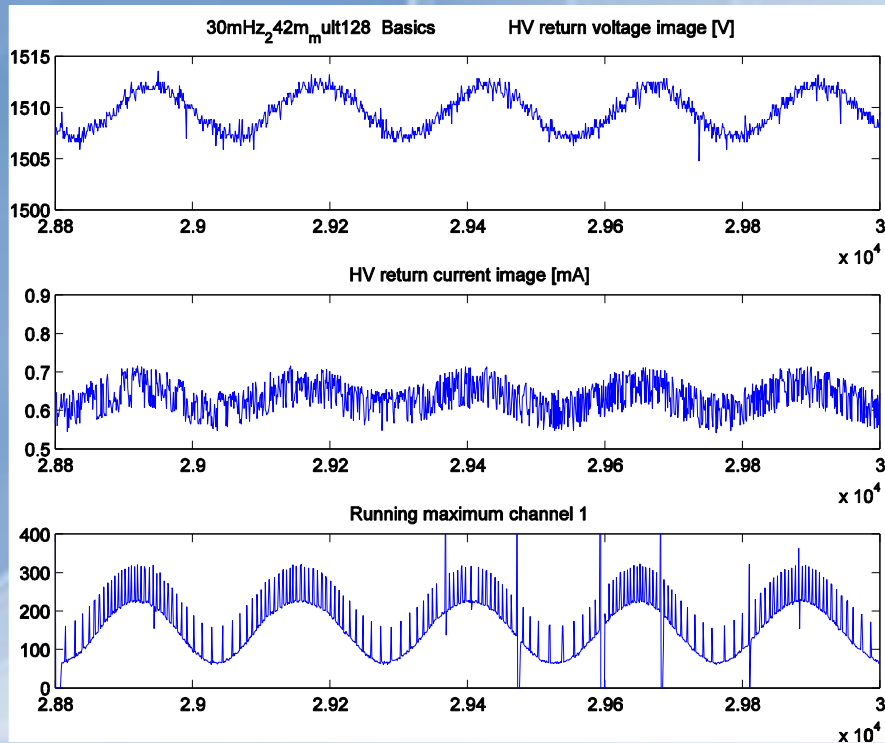 30mHz_242m_mult128 Basics HV return voltage image [V]
1515
1510
1505
1500
2.88 2.9 2.92 2.94 2.96 2.98 3
x 10^4
HV return current image [mA]
0.9
0.8
0.7
0.6
0.5
2.88 2.9 2.92 2.94 2.96 2.98 3
x 10^4
Running maximum channel 1
400
300
200
100
0
2.88 2.9 2.92 2.94 2.96 2.98 3
x 10^4